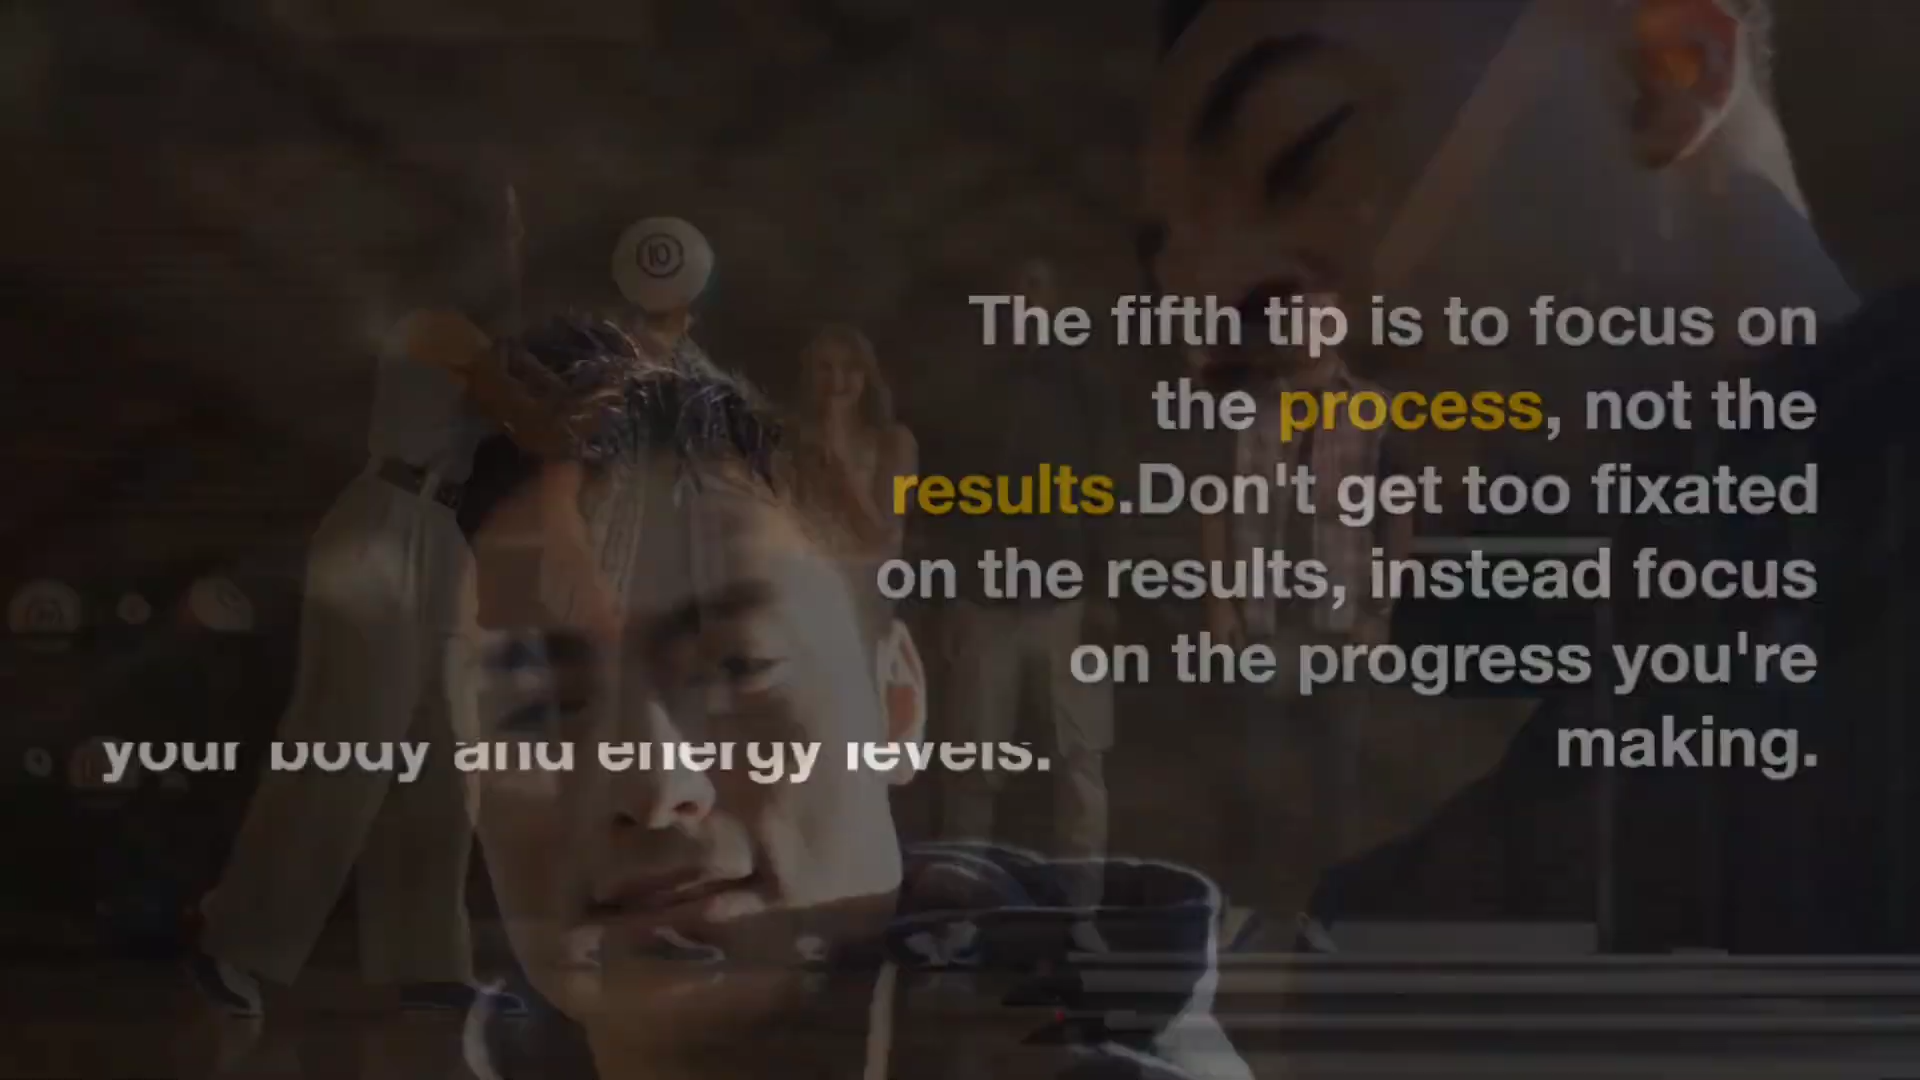 10
The fifth tip is to focus on
the process, not the
results.Don't get too fixated
on the results, instead focus
on the progress you're
making.
your body and energy levels.